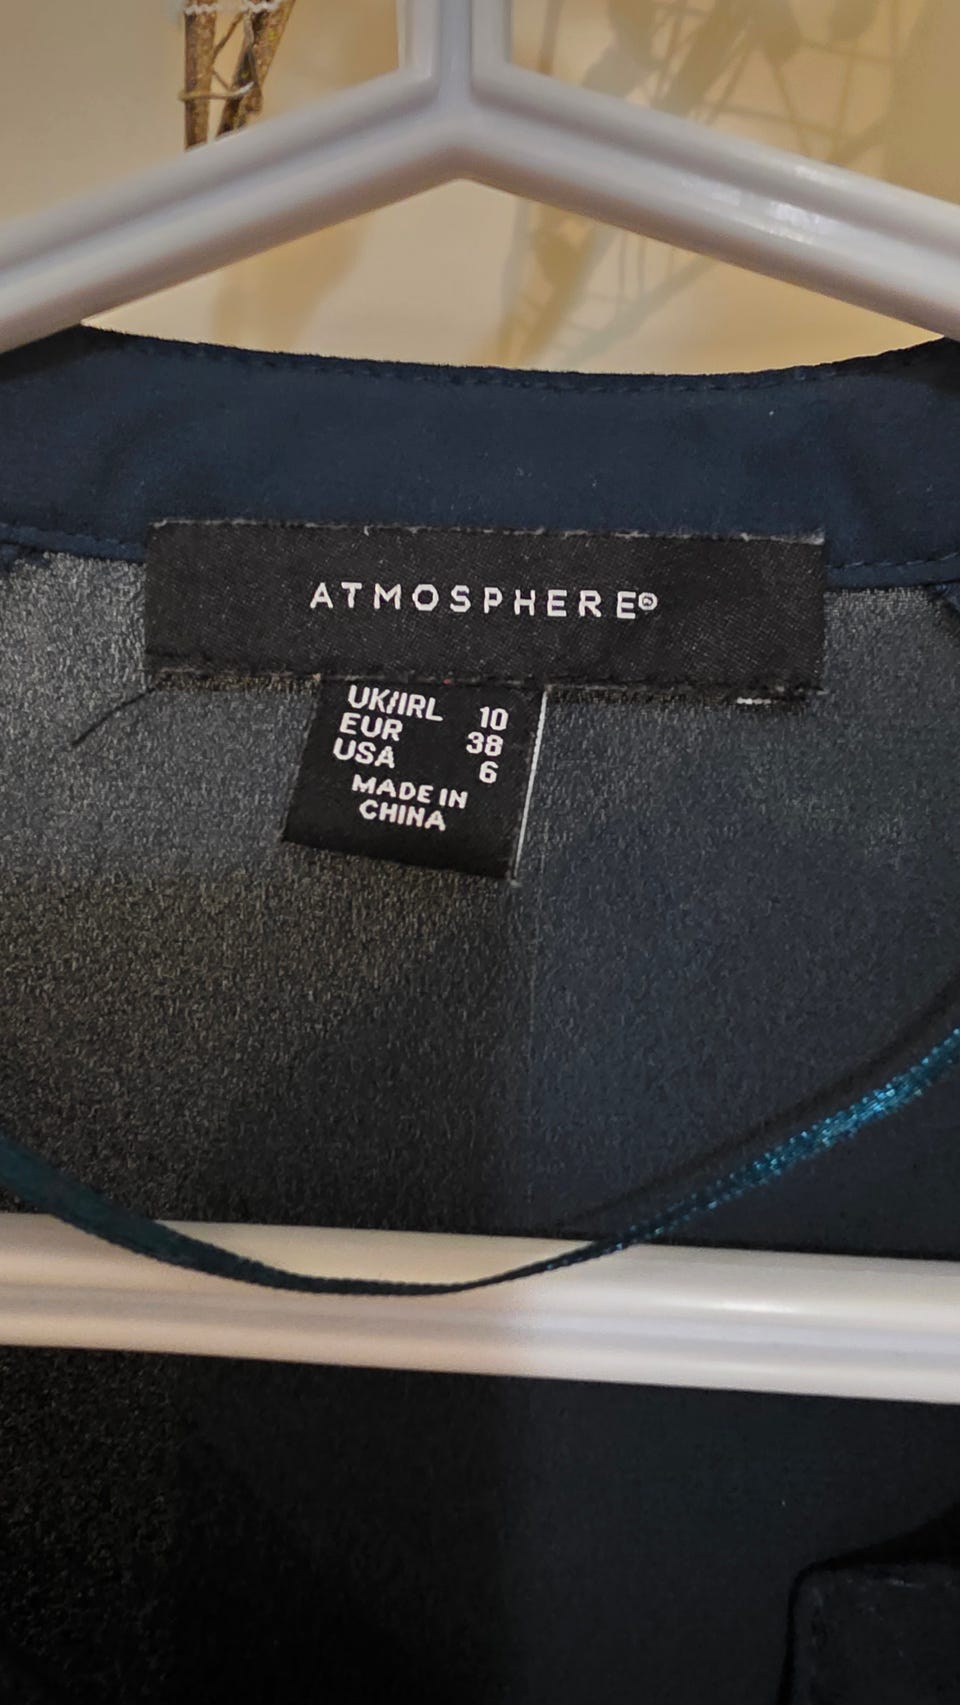 ATMOSPHERE®
UK/IRL 10
EUR 38
USA 6
MADE IN
CHINA